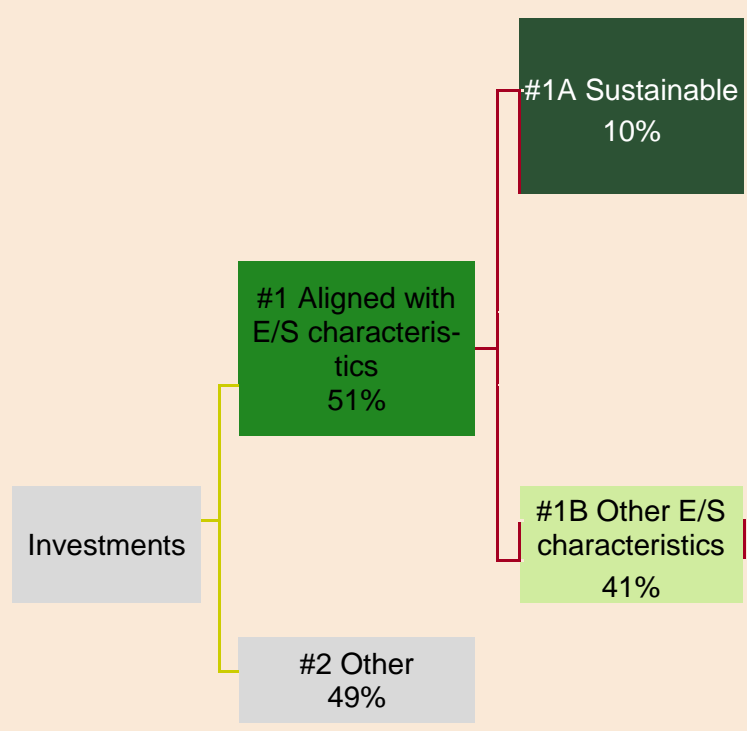 #1A Sustainable
10%
#1 Aligned with
E/S characteris-
tics
51%
#1B Other E/S
characteristics
41%
Investments
#2 Other
49%